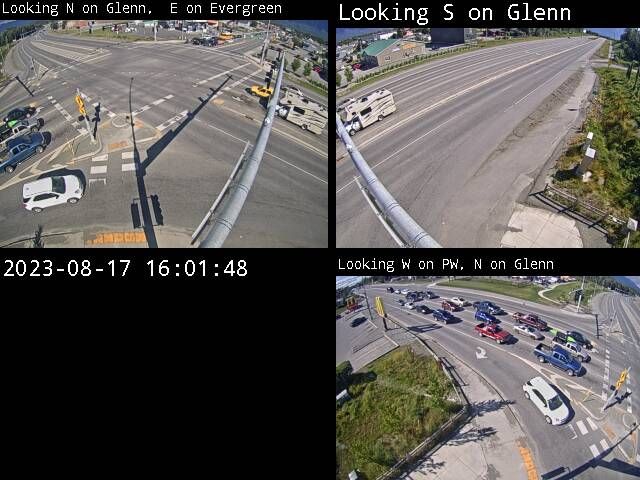 Looking N on Glenn,  E on Evergreen
Looking S on Glenn
2023-08-17 16:01:48
Looking W on PW, N on Glenn